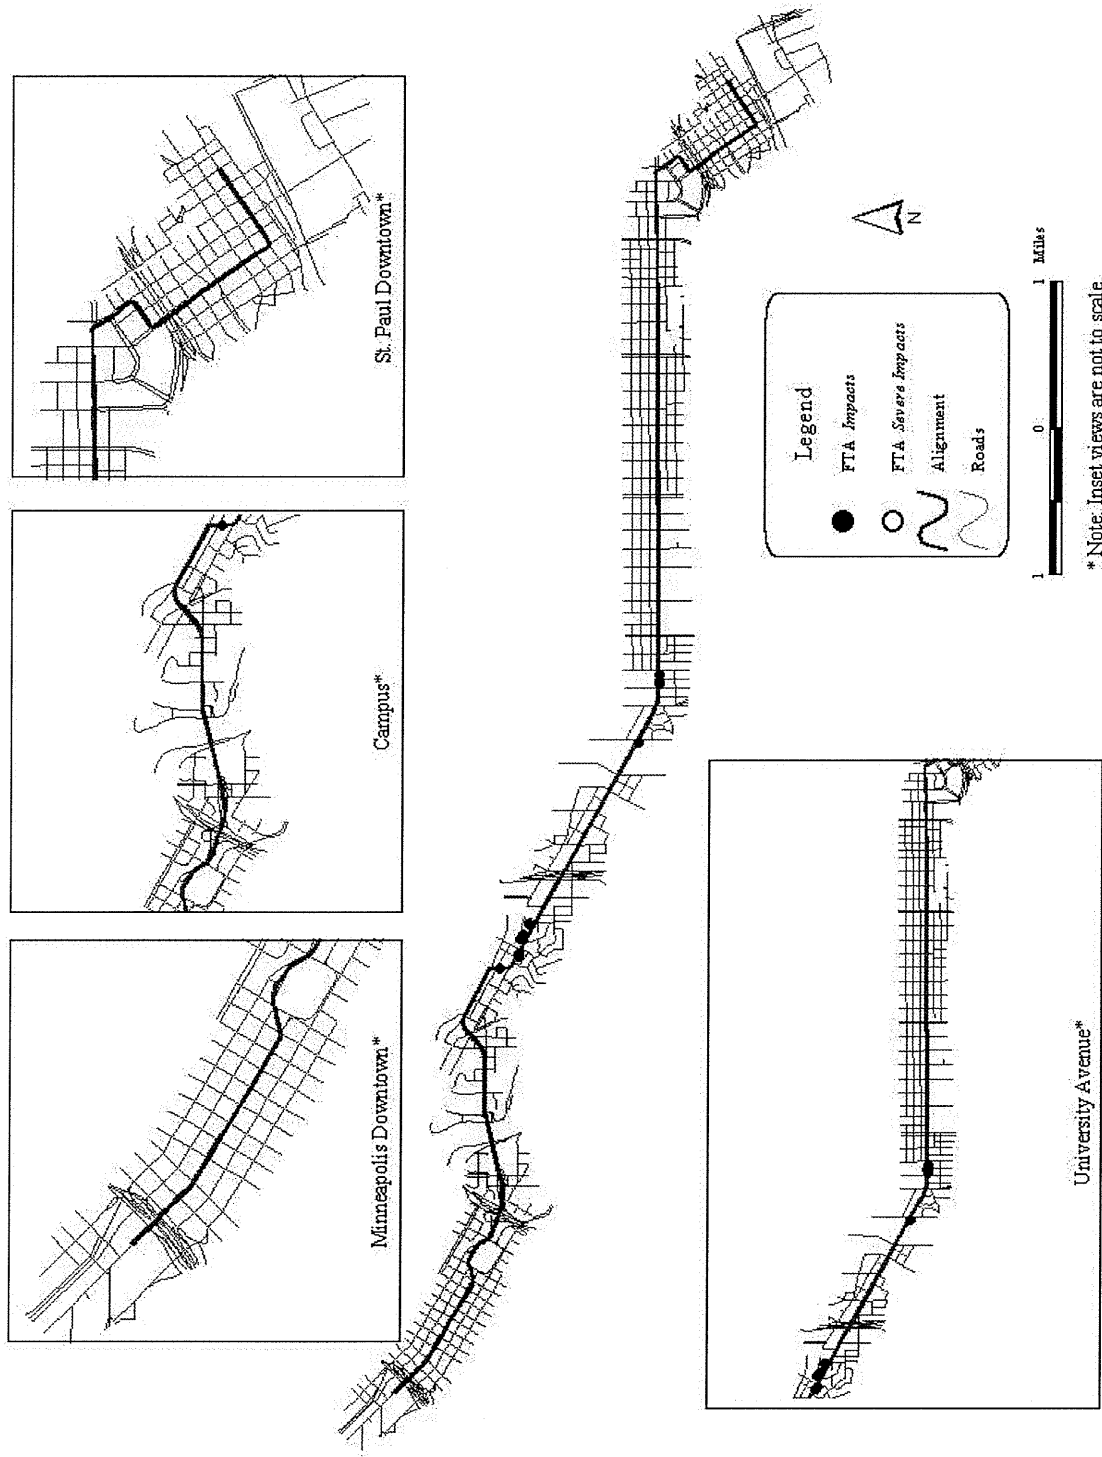 Minneapolis Downtown*
Campus*
St. Paul Downtown*
University Avenue*
Legend
FTA Impacts
FTA Severe Impacts
Alignment
Roads
N
1 0 1 Miles
* Note: Inset views are not to scale.